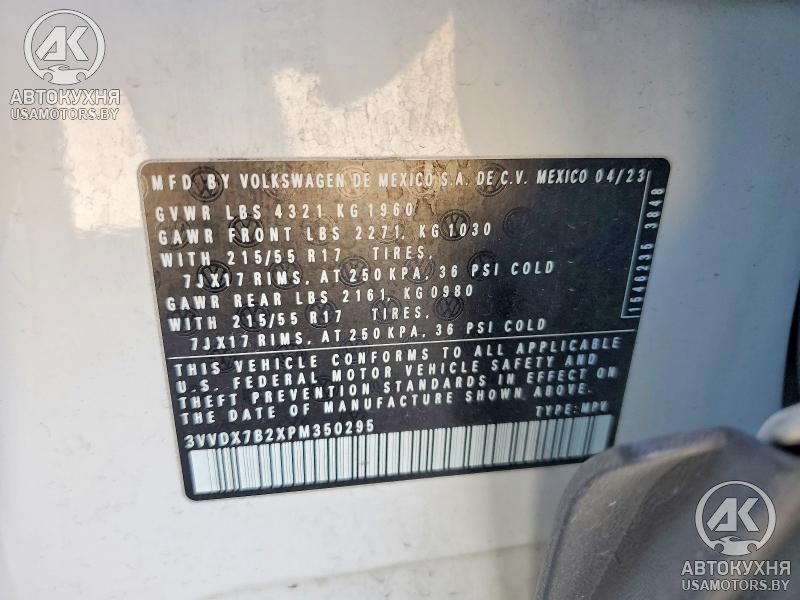 AK
АВТОКУХНЯ
USAMOTORS.BY
MFD BY VOLKSWAGEN DE MEXICO S.A. DE C.V. MEXICO 04/23
GVWR LBS 4321 KG 1960
GAWR FRONT LBS 2271, KG 1030
WITH 215/55 R17 TIRES,
7JX17 RIMS, AT 250 KPA, 36 PSI COLD
GAWR REAR LBS 2161, KG 0980
WITH 215/55 R17 TIRES,
7JX17 RIMS, AT 250 KPA, 36 PSI COLD
THIS VEHICLE CONFORMS TO ALL APPLICABLE
U.S. FEDERAL MOTOR VEHICLE SAFETY AND
THEFT PREVENTION STANDARDS IN EFFECT ON
DATE OF MANUFACTURE SHOWN ABOVE.
3VVDX7B2XPM350295 TYPE: MPV
1546235 3848
AK
АВТОКУХНЯ
USAMOTORS.BY